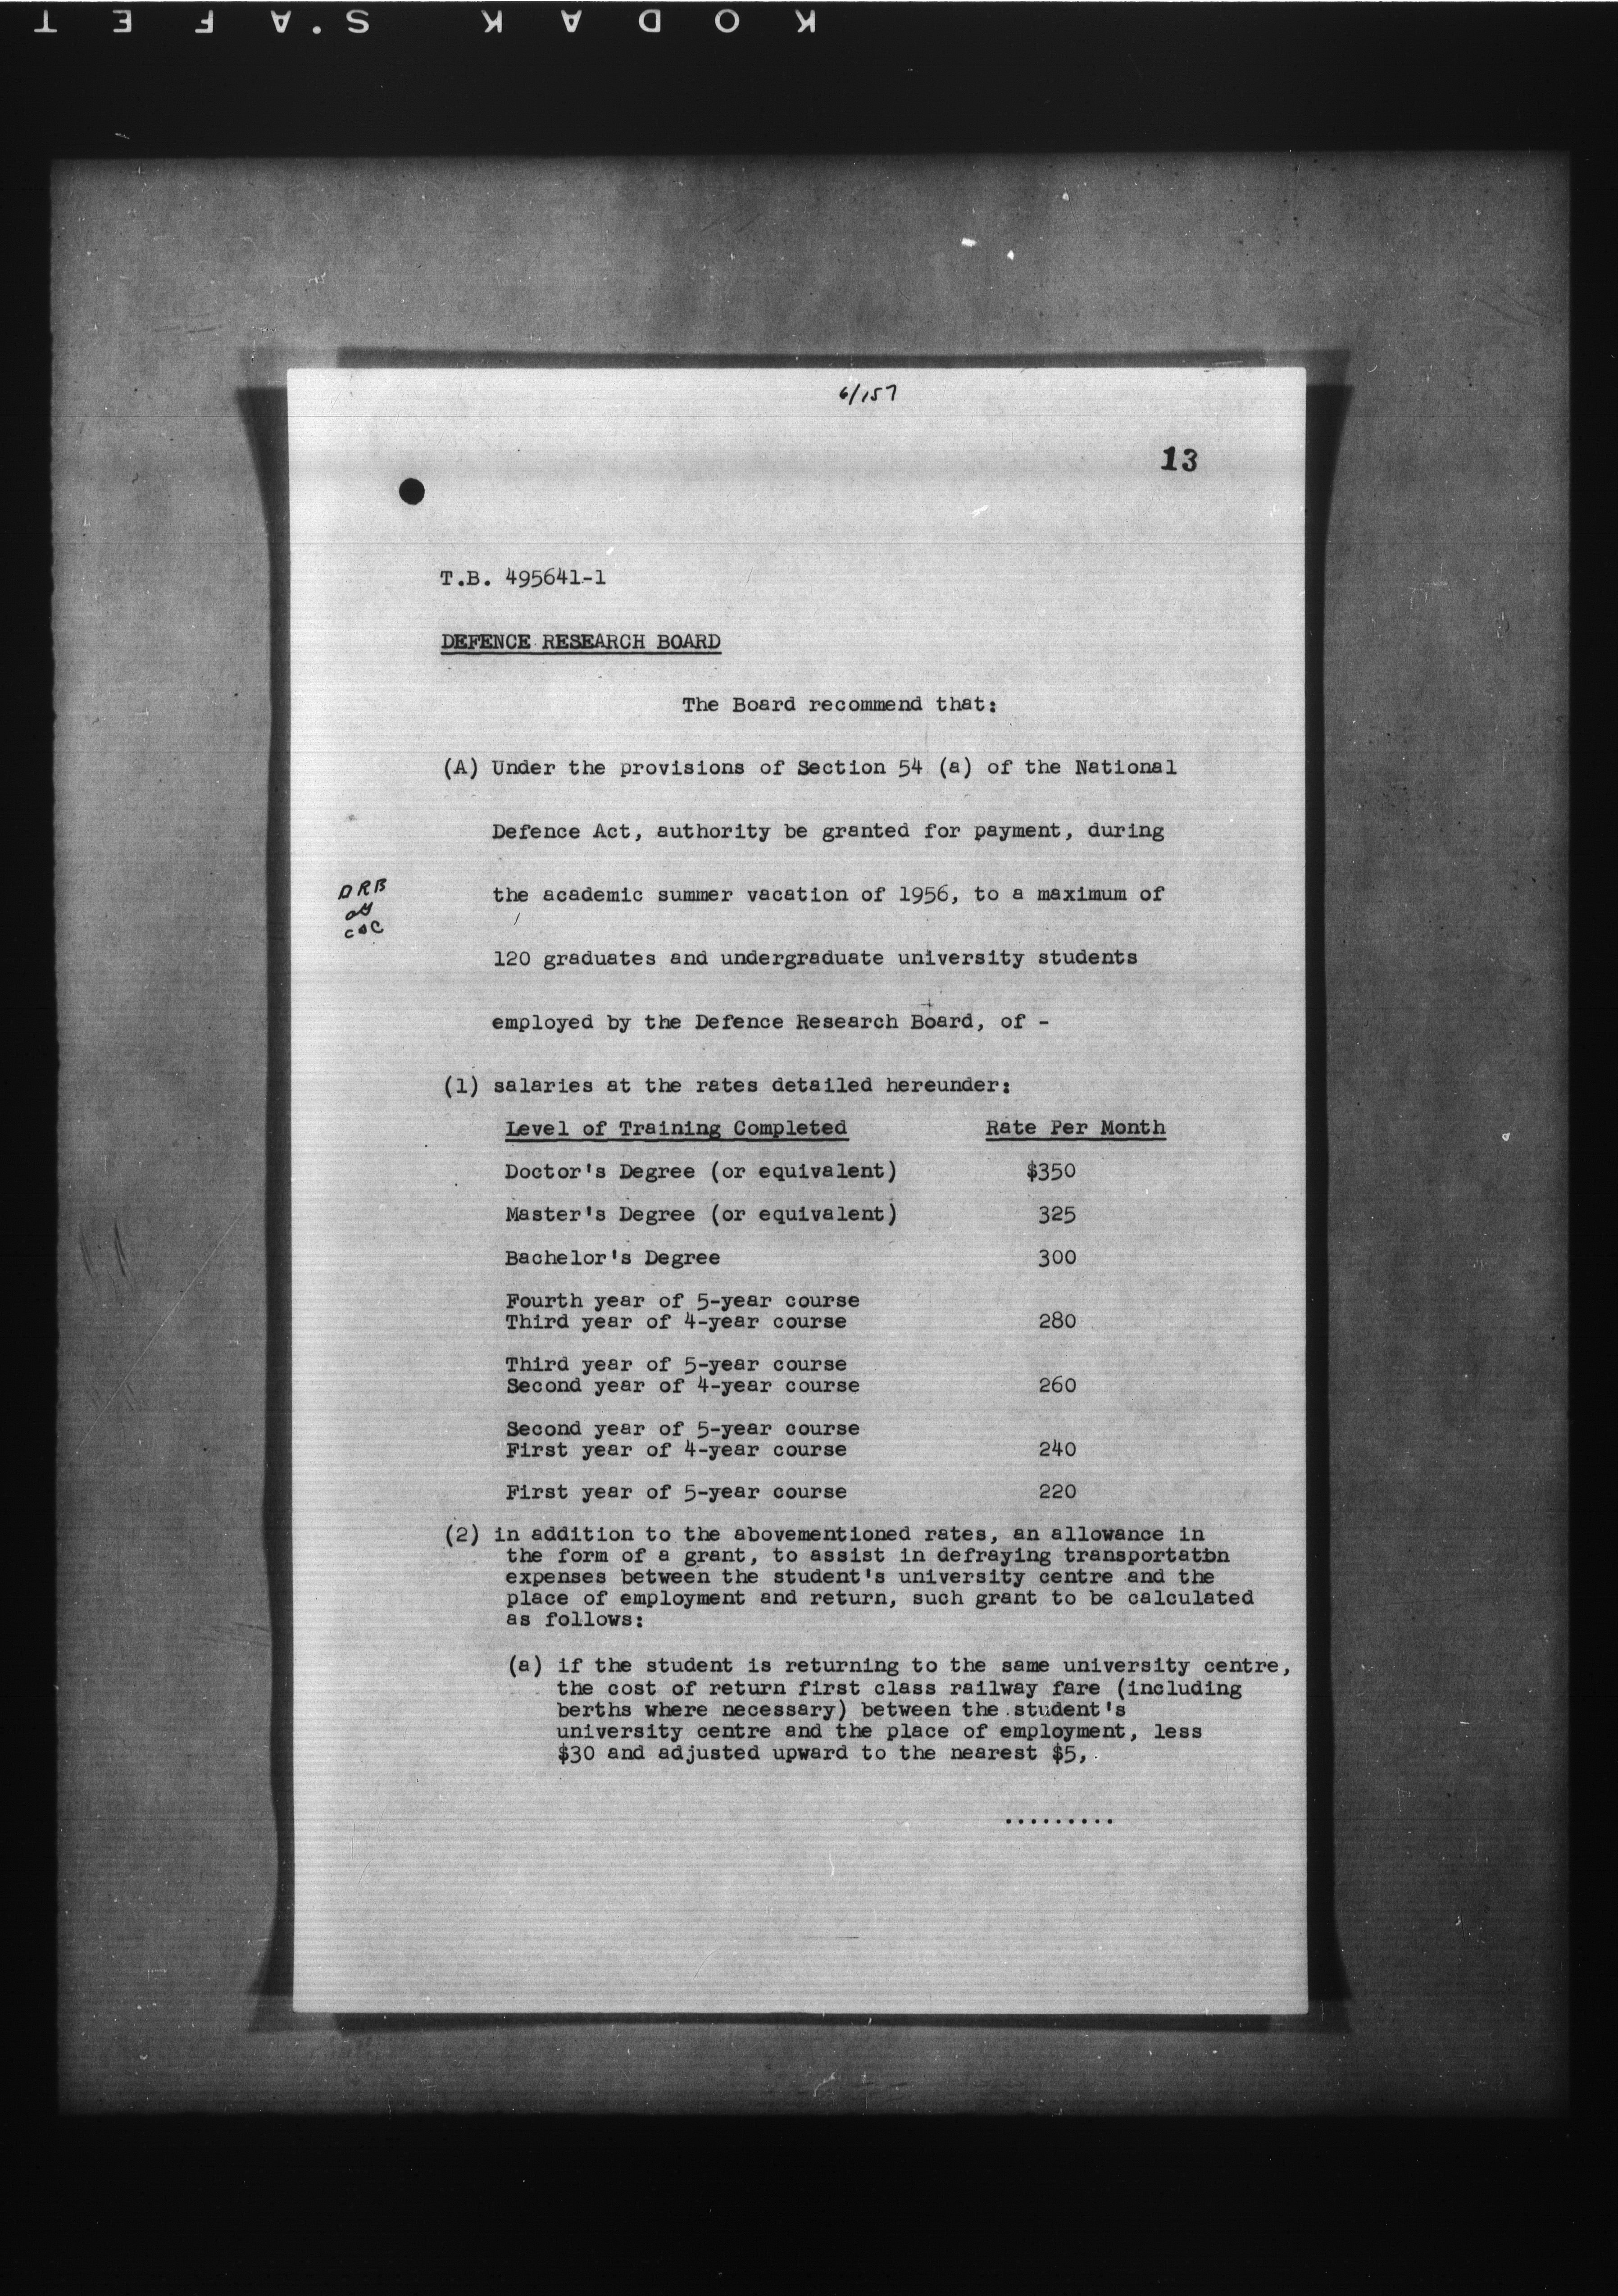 KODAK S.AFET
6/157
13
T.B. 495641-1
DEFENCE RESEARCH BOARD
The Board recommend that:
(A) Under the provisions of Section 54 (a) of the National
Defence Act, authority be granted for payment, during
the academic summer vacation of 1956, to a maximum of
DRB
CSC
120 graduates and undergraduate university students
employed by the Defence Research Board, of -
(1) salaries at the rates detailed hereunder:
Level of Training Completed Rate Per Month
Doctor's Degree (or equivalent) $350
Master's Degree (or equivalent) 325
Bachelor's Degree 300
Fourth year of 5-year course
Third year of 4-year course 280
Third year of 5-year course
Second year of 4-year course 260
Second year of 5-year course
First year of 4-year course 240
First year of 5-year course 220
(2) in addition to the abovementioned rates, an allowance in
the form of a grant, to assist in defraying transportatbn
expenses between the student's university centre and the
place of employment and return, such grant to be calculated
as follows:
(a) if the student is returning to the same university centre,
the cost of return first class railway fare (including
berths where necessary) between the student's
university centre and the place of employment, less
$30 and adjusted upward to the nearest $5,
.........